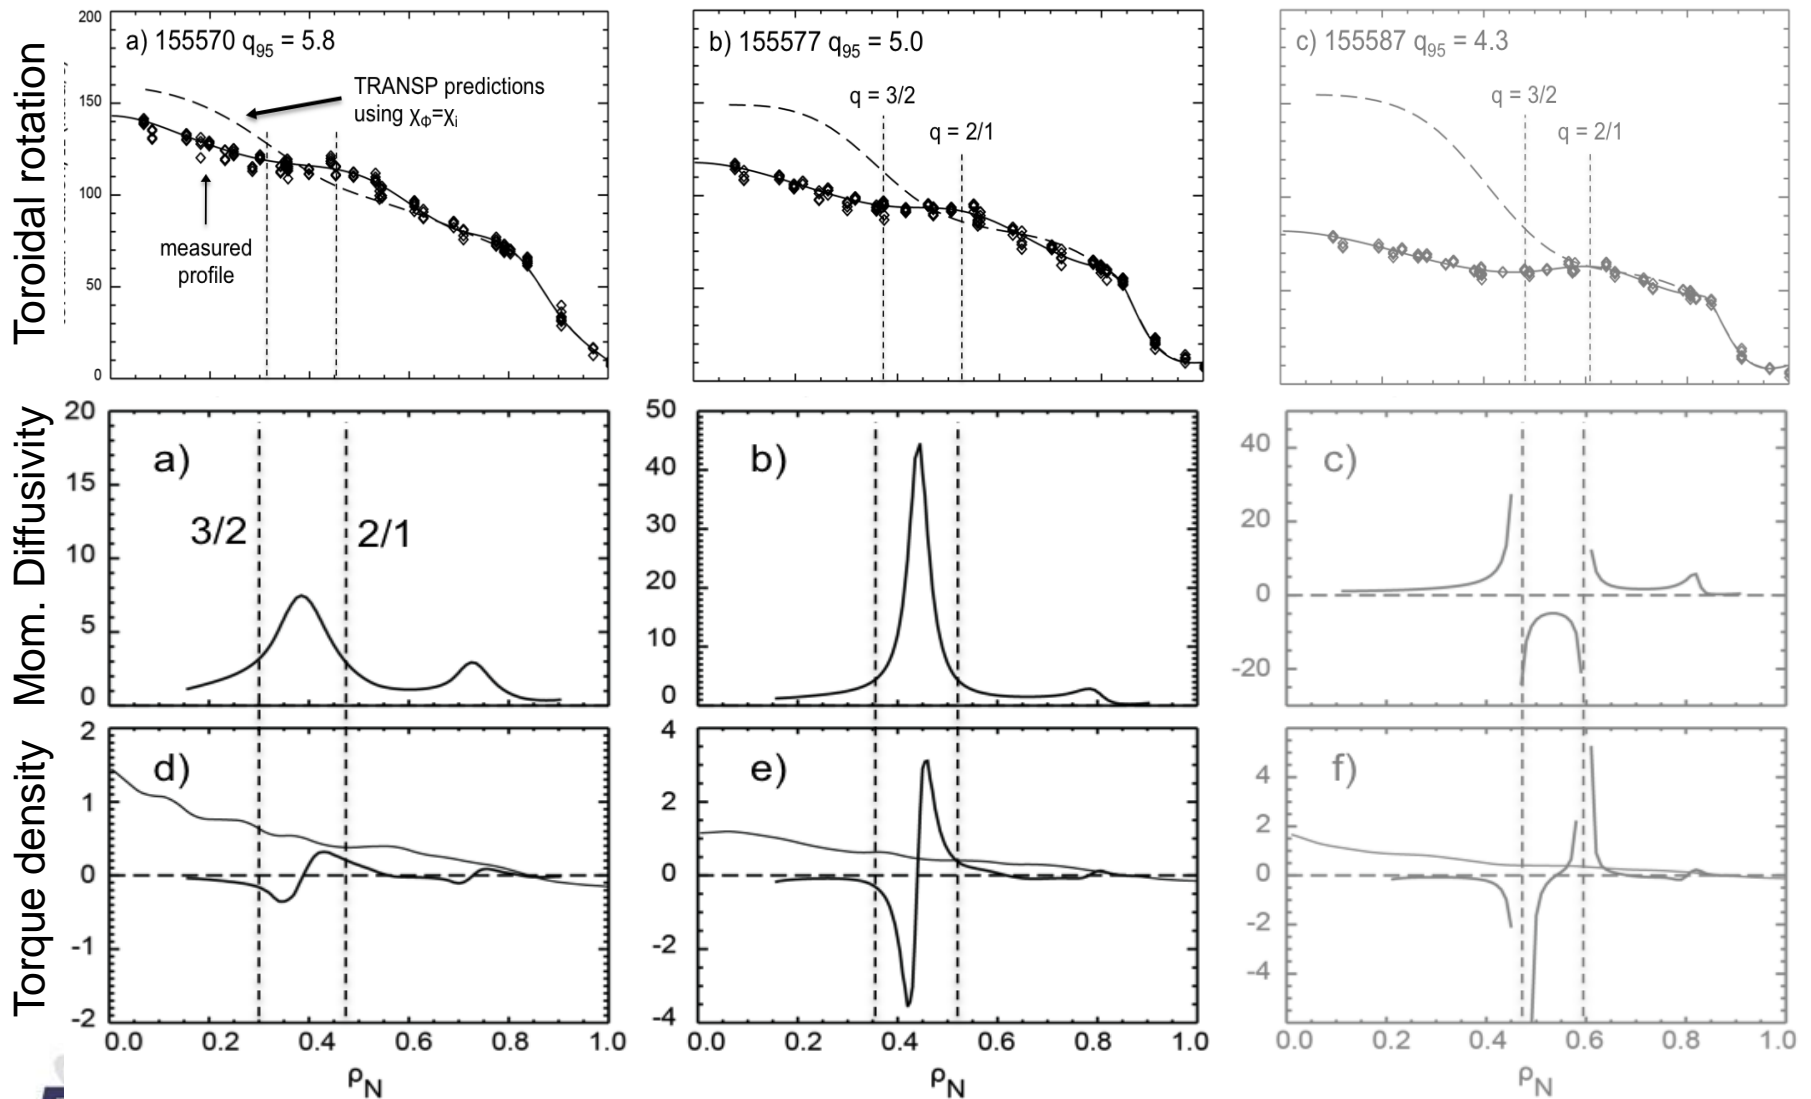 Toroidal rotation
200
150
100
50
0
a) 155570 q95 = 5.8
TRANSP predictions
using χΦ=χi
measured
profile
b) 155577 q95 = 5.0
q = 3/2
q = 2/1
c) 155587 q95 = 4.3
q = 3/2
q = 2/1
Mom. Diffusivity
20
15
10
5
0
a)
3/2
2/1
50
40
30
20
10
0
b)
40
20
0
-20
c)
Torque density
2
1
0
-1
-2
d)
4
2
0
-2
-4
e)
4
2
0
-2
-4
f)
0.0 0.2 0.4 0.6 0.8 1.0
ρN
0.0 0.2 0.4 0.6 0.8 1.0
ρN
0.0 0.2 0.4 0.6 0.8 1.0
ρN